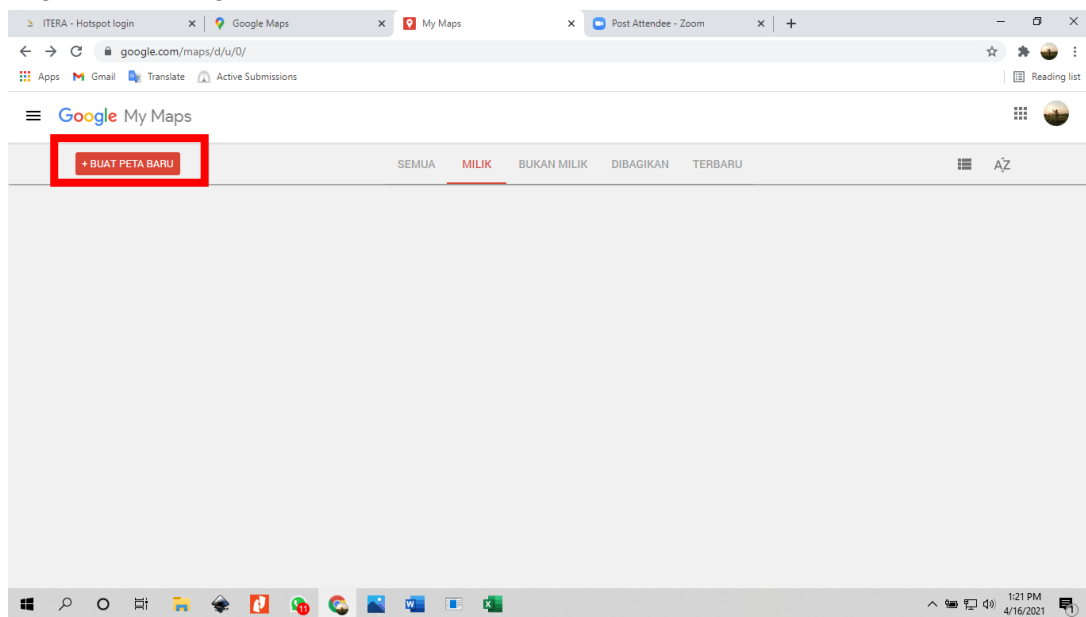 ITERA - Hotspot login
Google Maps
My Maps
Post Attendee - Zoom
google.com/maps/d/u/0/
Apps Gmail Translate Active Submissions Reading list
Google My Maps
+ BUAT PETA BARU SEMUA MILIK BUKAN MILIK DIBAGIKAN TERBARU AZ
1:21 PM
4/16/2021